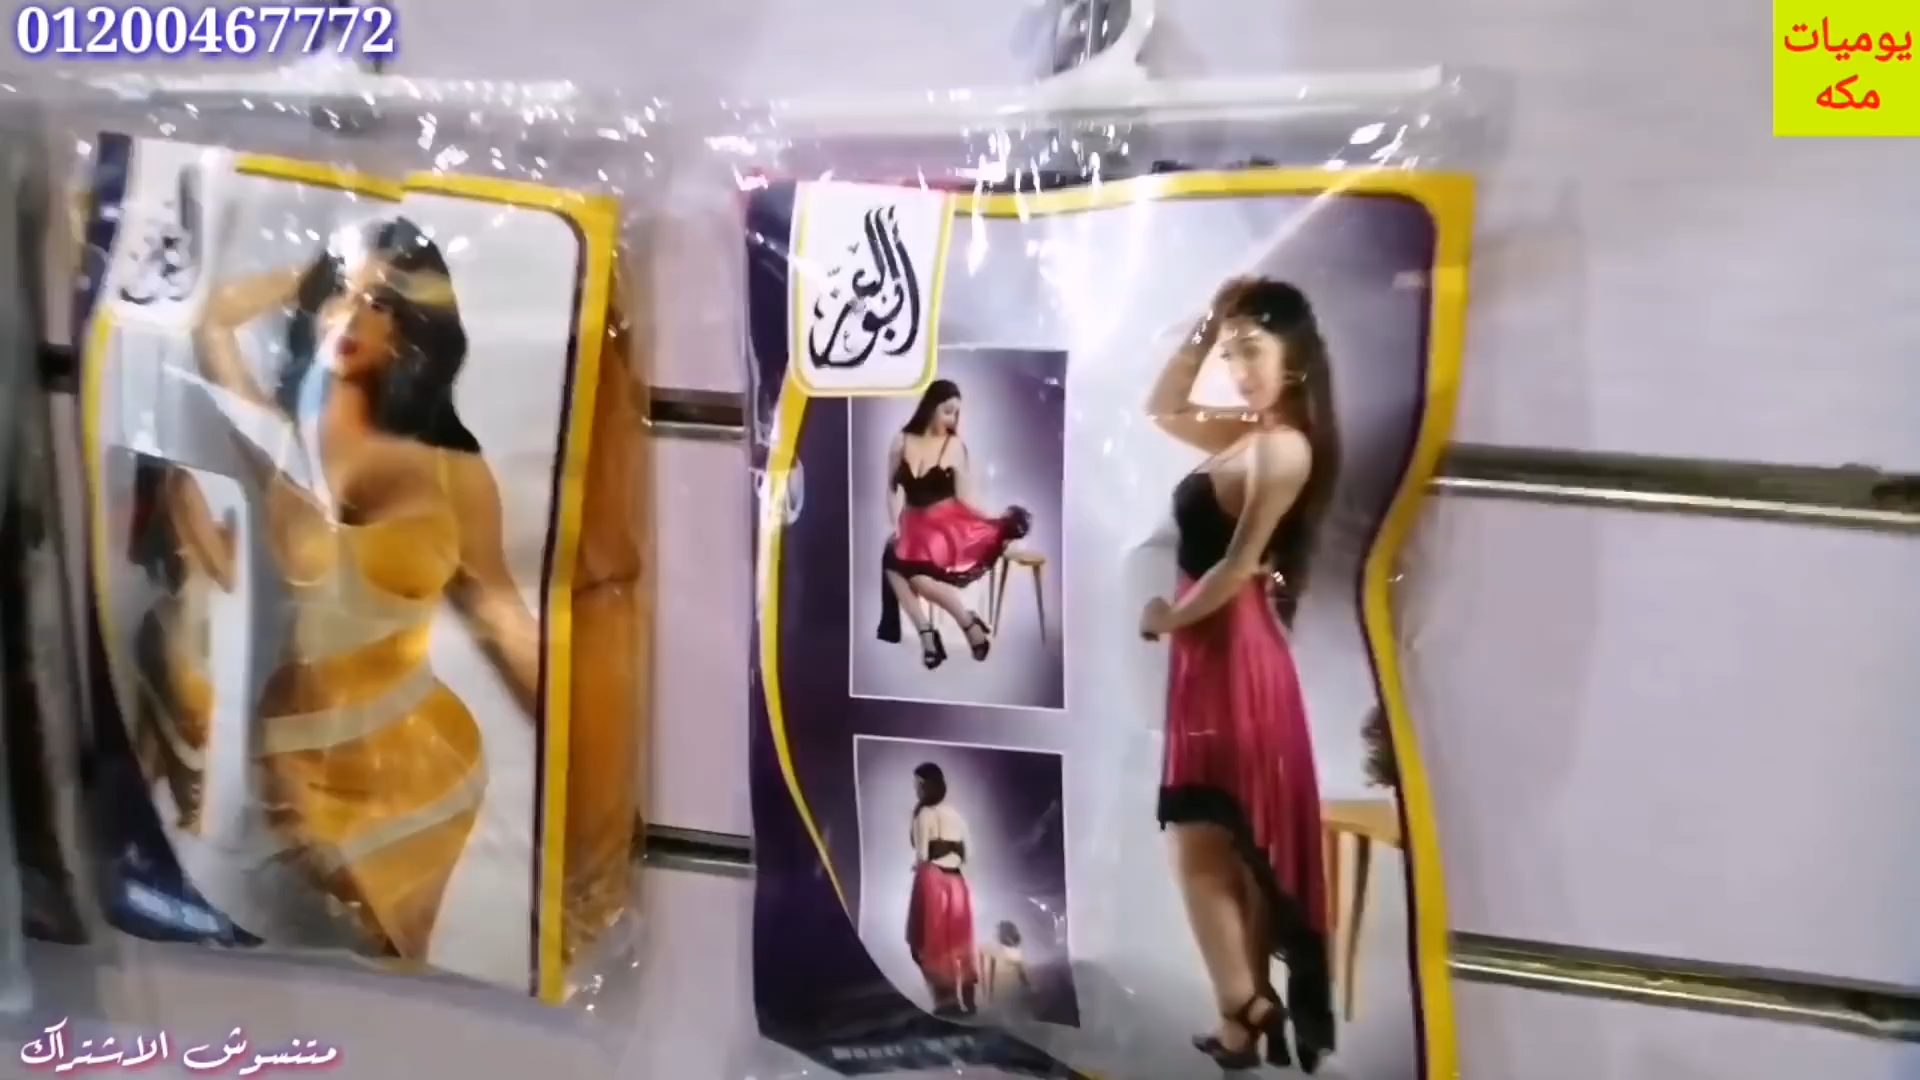 01200467772
يوميات
مكه
أبو العز
متنسوش الاشتراك